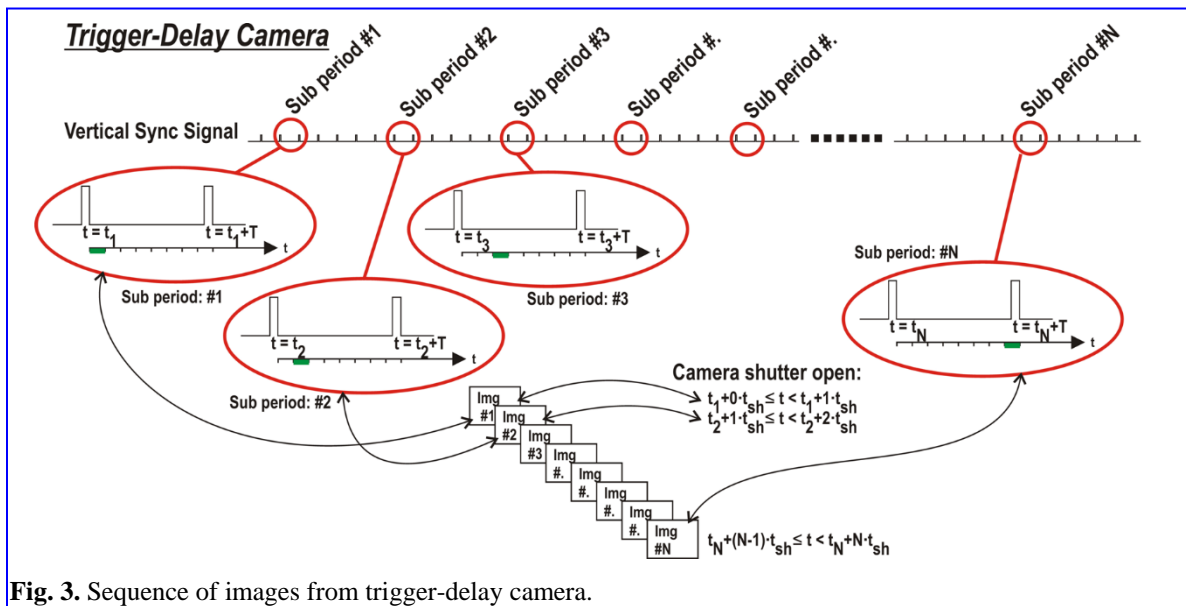 Trigger-Delay Camera
Sub period #1
Sub period #2
Sub period #3
Sub period #.
Sub period #.
Sub period #N
Vertical Sync Signal
t = t1
t = t1+T
t
Sub period: #1
t = t2
t = t2+T
t
Sub period: #2
t = t3
t = t3+T
t
Sub period: #3
Sub period: #N
t = tN
t = tN+T
t
Camera shutter open:
t1+0·tsh ≤ t < t1+1·tsh
t2+1·tsh ≤ t < t2+2·tsh
Img
#1
Img
#2
Img
#3
Img
#.
Img
#.
Img
#.
Img
#.
Img
#N
tN+(N-1)·tsh ≤ t < tN+N·tsh
Fig. 3. Sequence of images from trigger-delay camera.